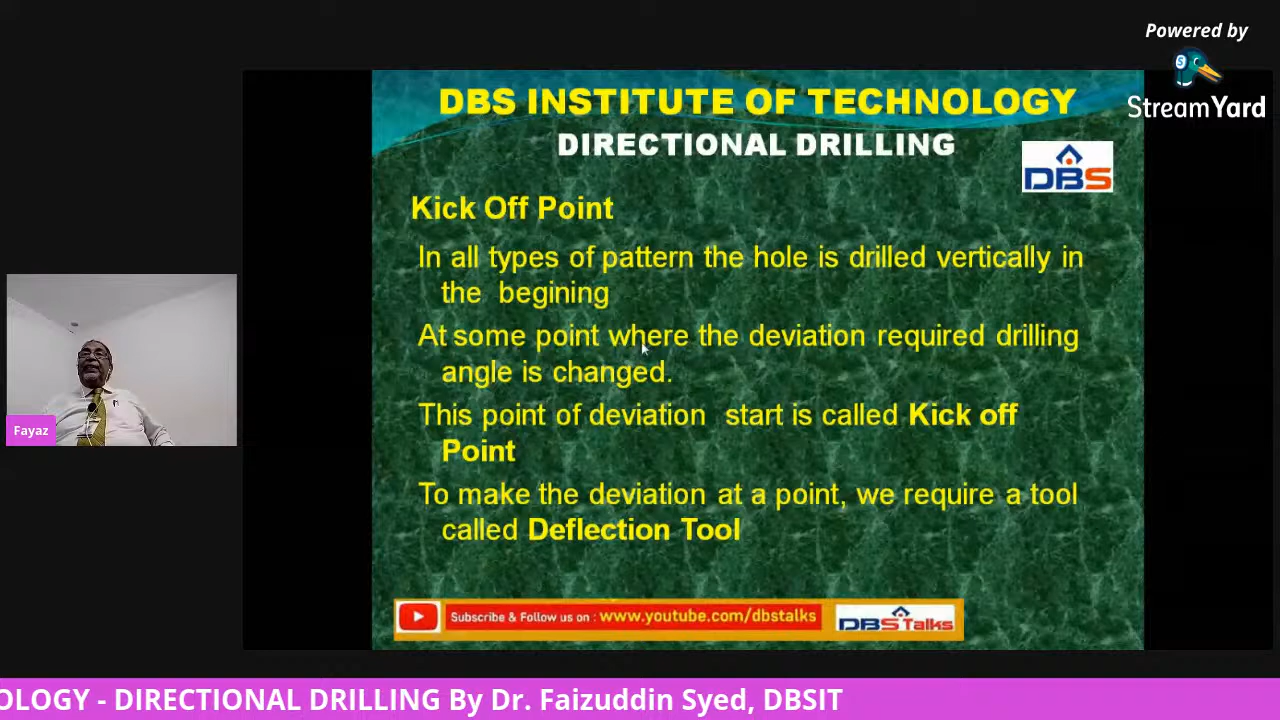 Powered by
StreamYard
DBS INSTITUTE OF TECHNOLOGY
DIRECTIONAL DRILLING
DBS
Kick Off Point
In all types of pattern the hole is drilled vertically in
the begining
At some point where the deviation required drilling
angle is changed.
This point of deviation start is called Kick off
Point
To make the deviation at a point, we require a tool
called Deflection Tool
Fayaz
Subscribe & Follow us on : www.youtube.com/dbstalks
DBS Talks
OLOGY - DIRECTIONAL DRILLING By Dr. Faizuddin Syed, DBSIT